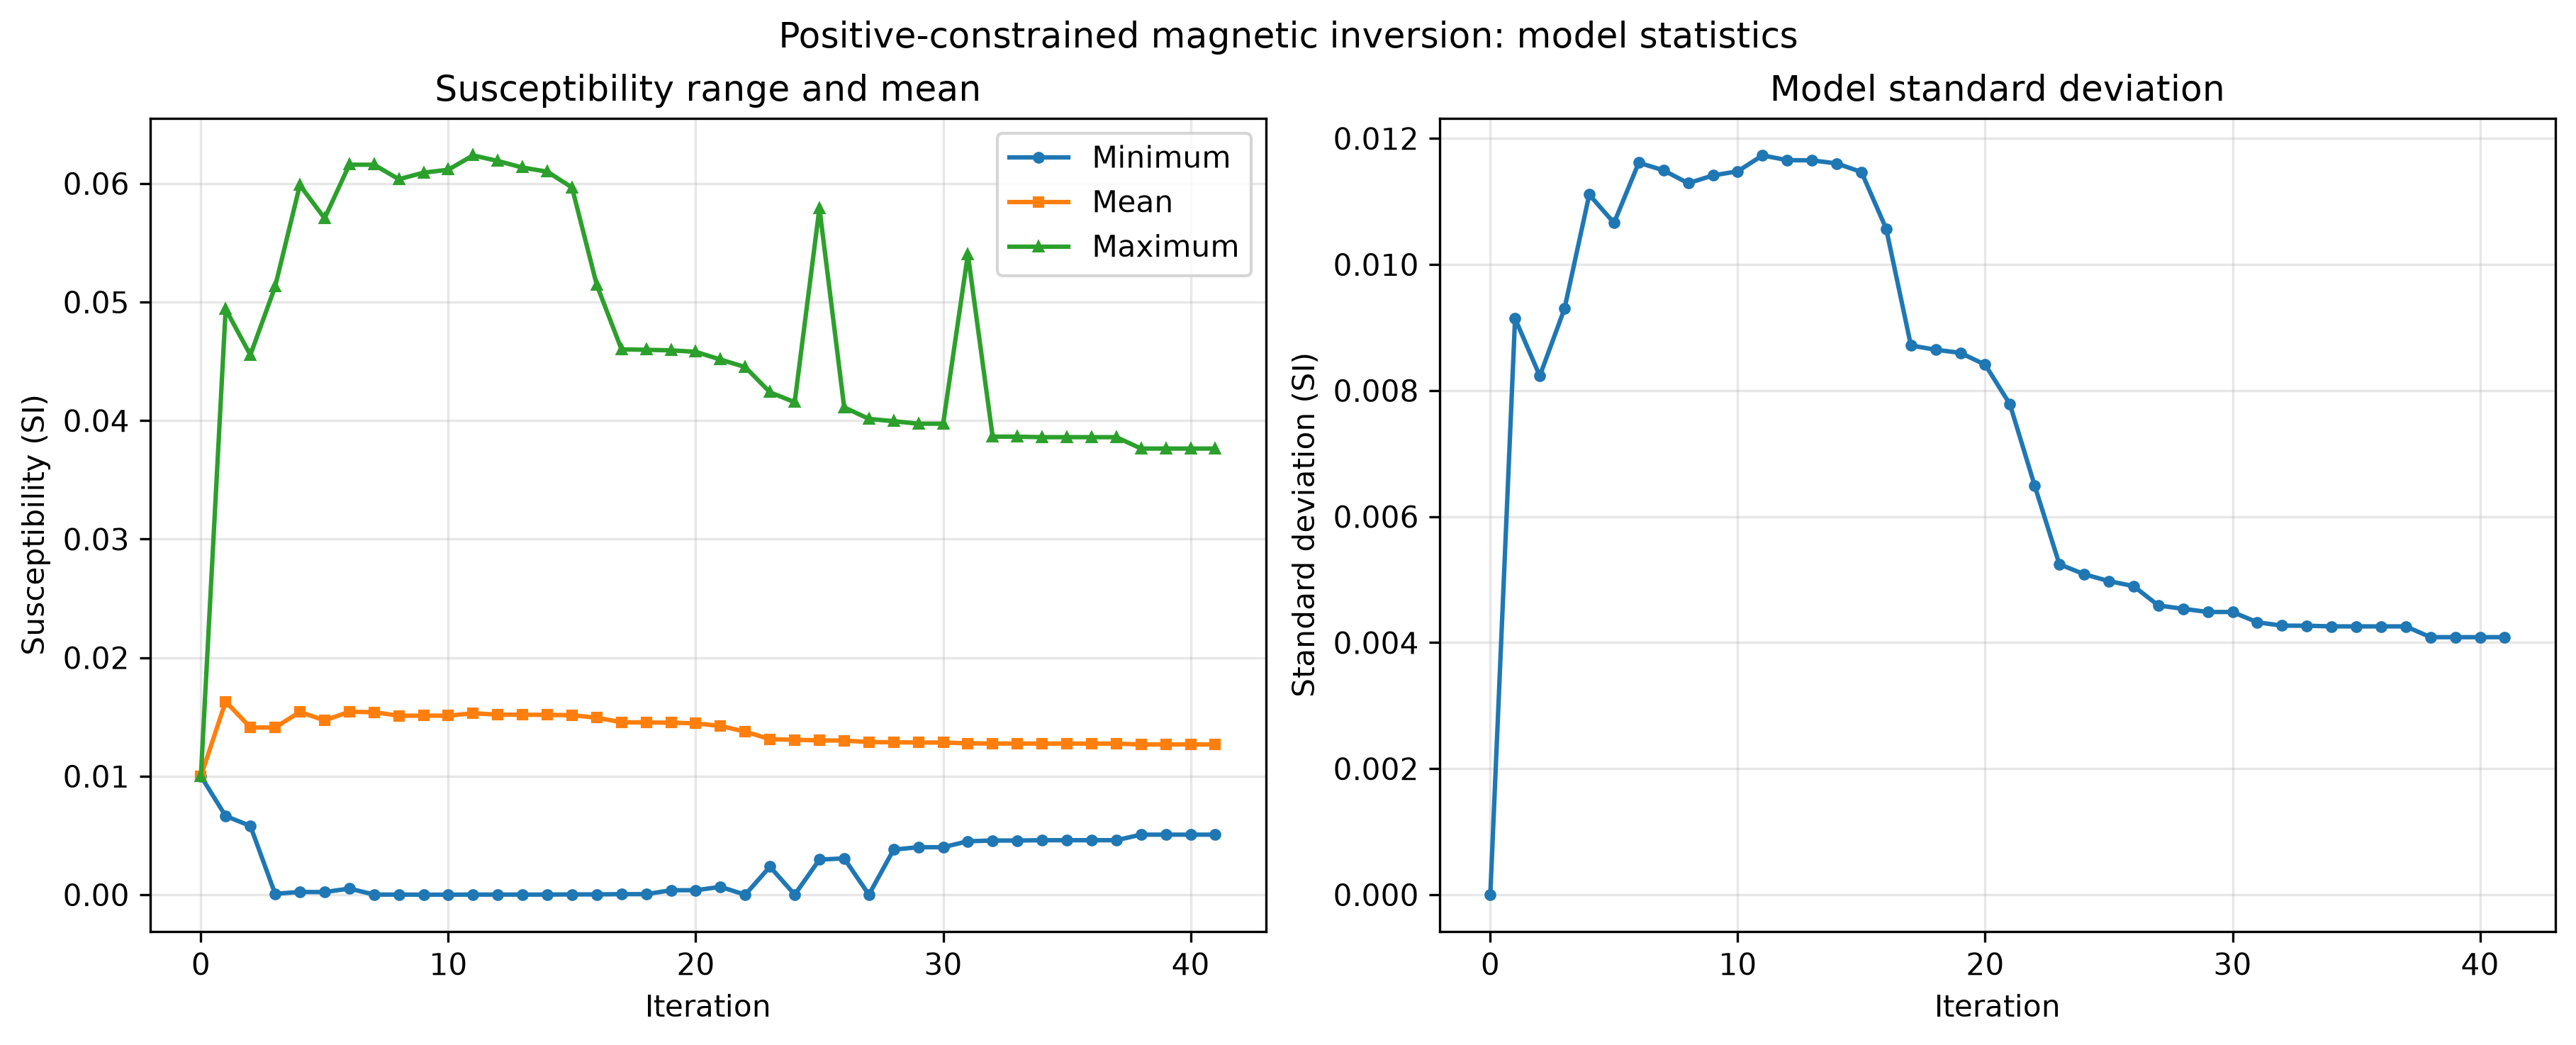 Positive-constrained magnetic inversion: model statistics
Susceptibility range and mean
Susceptibility (SI)
0.06
0.05
0.04
0.03
0.02
0.01
0.00
0 10 20 30 40
Iteration
Minimum
Mean
Maximum
Model standard deviation
Standard deviation (SI)
0.012
0.010
0.008
0.006
0.004
0.002
0.000
0 10 20 30 40
Iteration